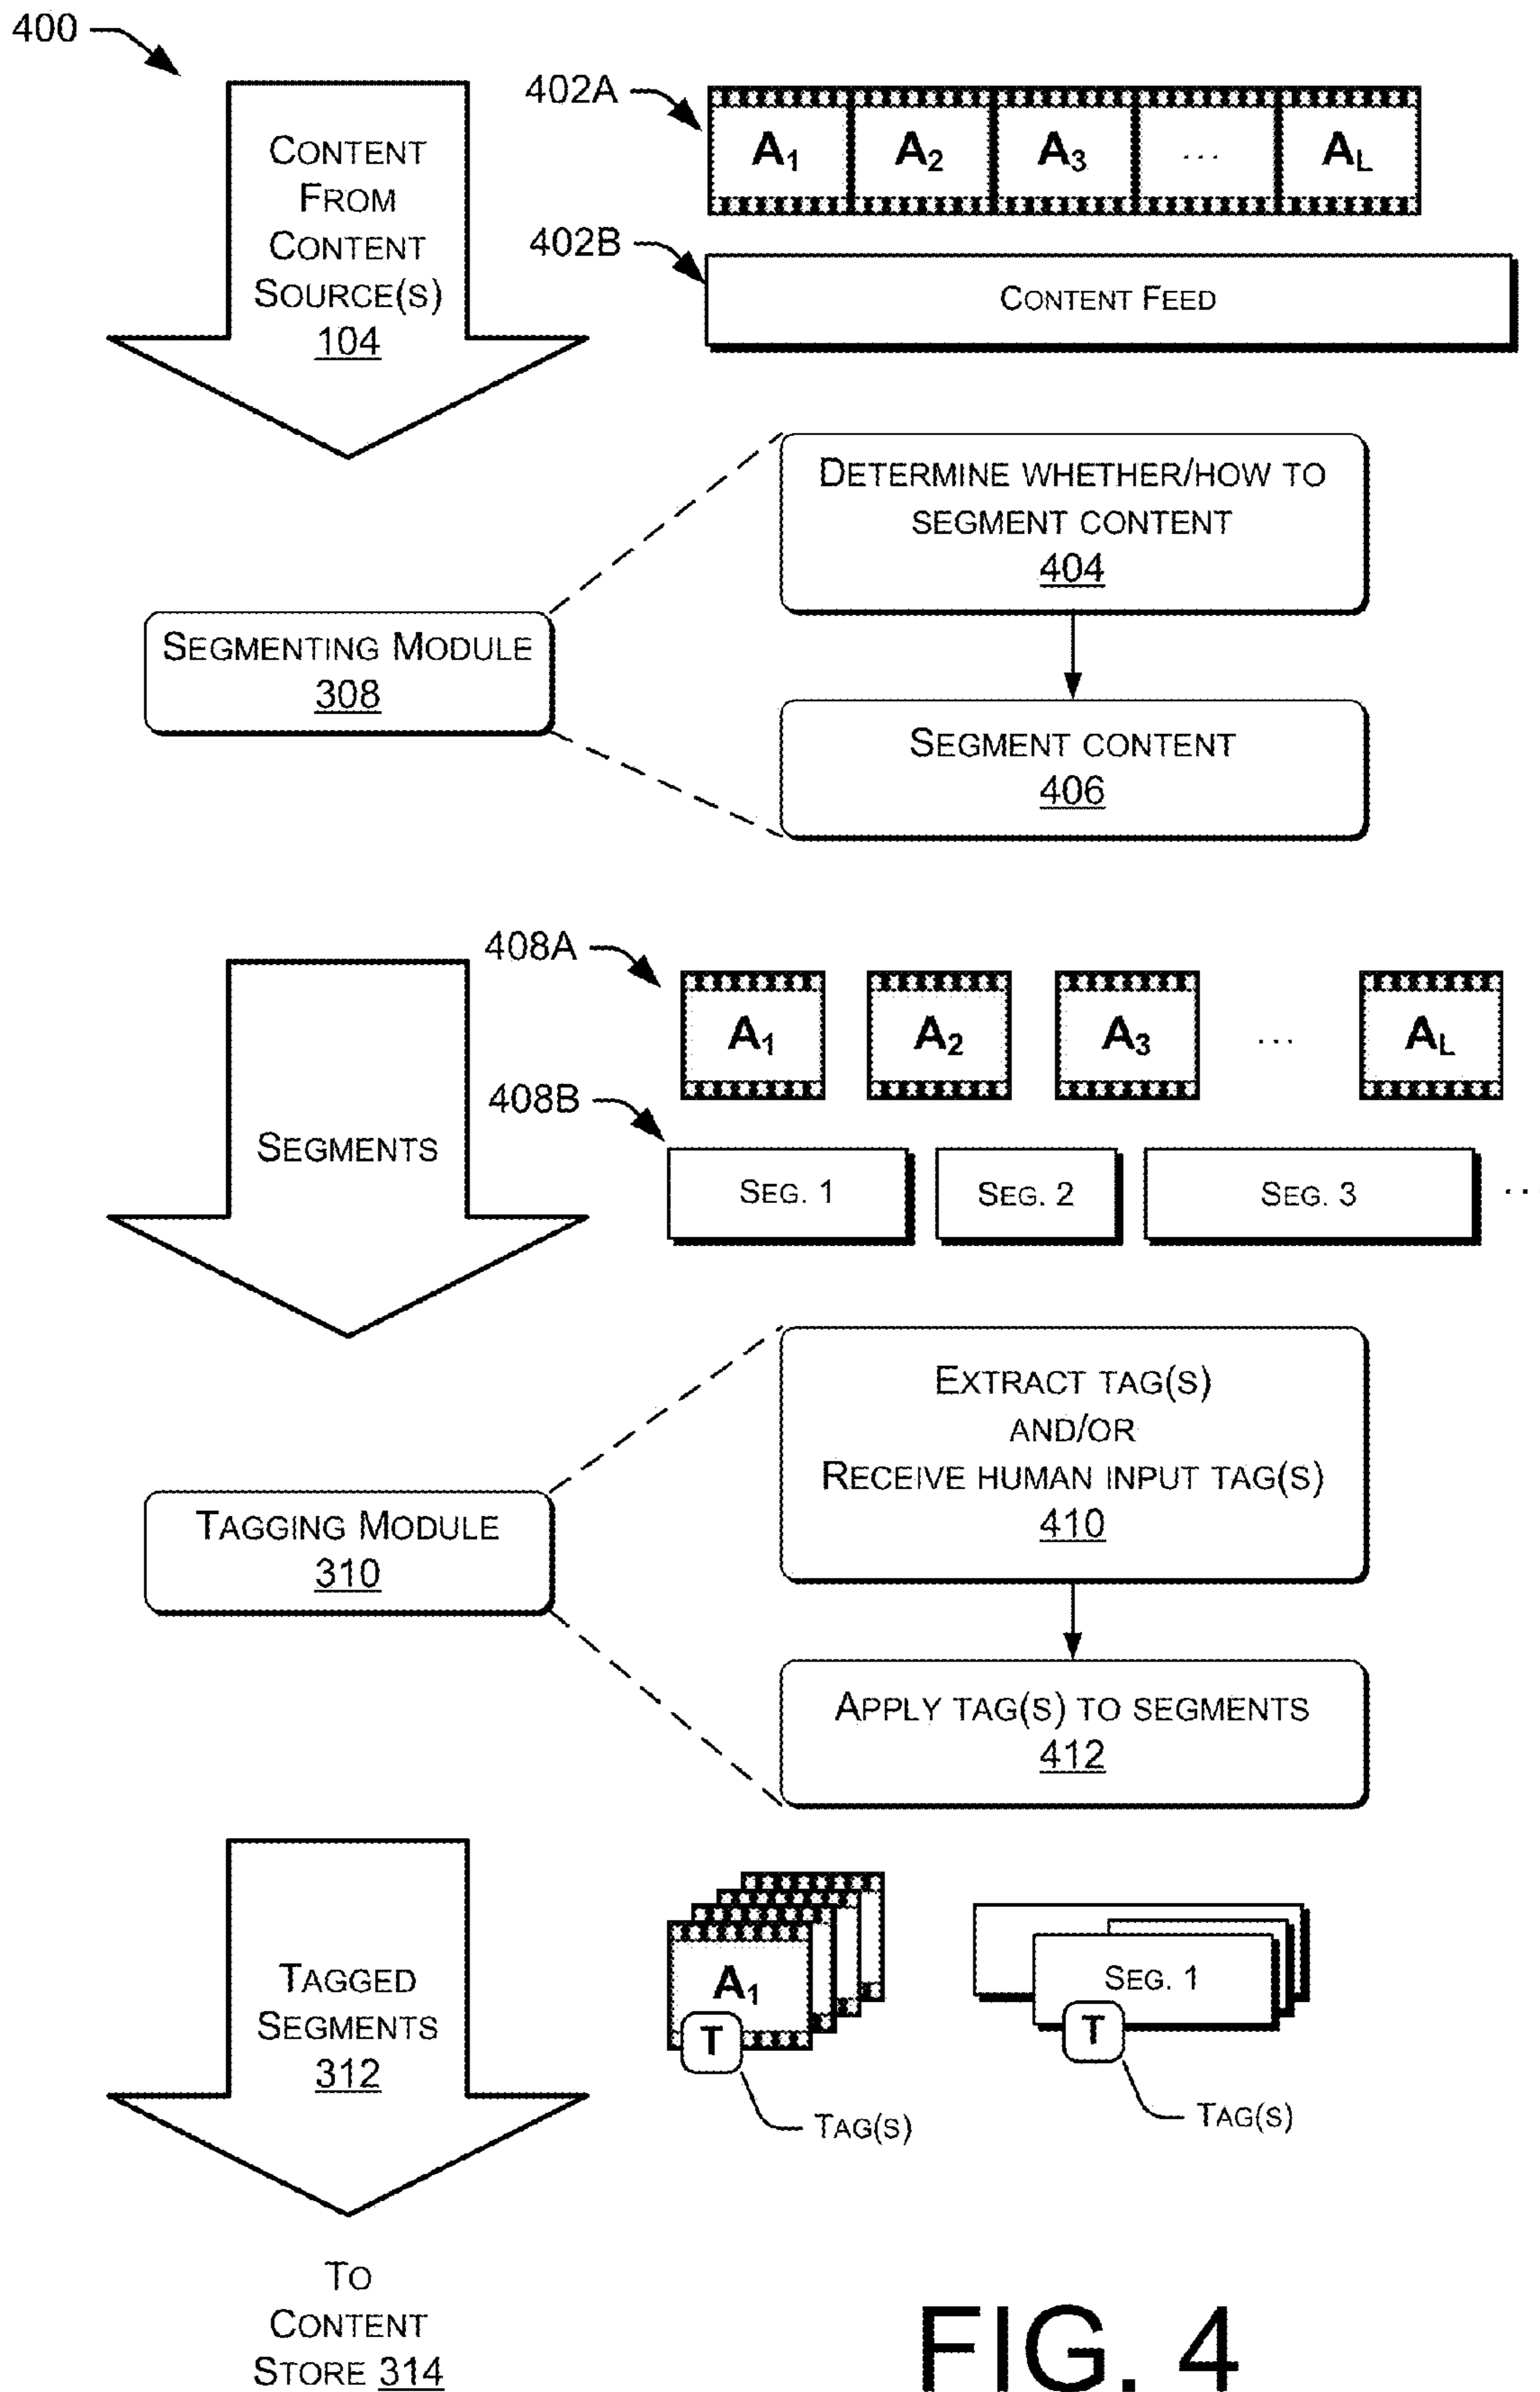 400
CONTENT
FROM
CONTENT
SOURCE(S)
104
402A
A1 A2 A3 ... AL
402B
CONTENT FEED
DETERMINE WHETHER/HOW TO
SEGMENT CONTENT
404
SEGMENTING MODULE
308
SEGMENT CONTENT
406
408A
A1 A2 A3 ... AL
408B
SEGMENTS
SEG. 1 SEG. 2 SEG. 3 ..
EXTRACT TAG(S)
AND/OR
RECEIVE HUMAN INPUT TAG(S)
410
TAGGING MODULE
310
APPLY TAG(S) TO SEGMENTS
412
TAGGED
SEGMENTS
312
A1
T
TAG(S)
SEG. 1
T
TAG(S)
TO
CONTENT
STORE 314
FIG. 4